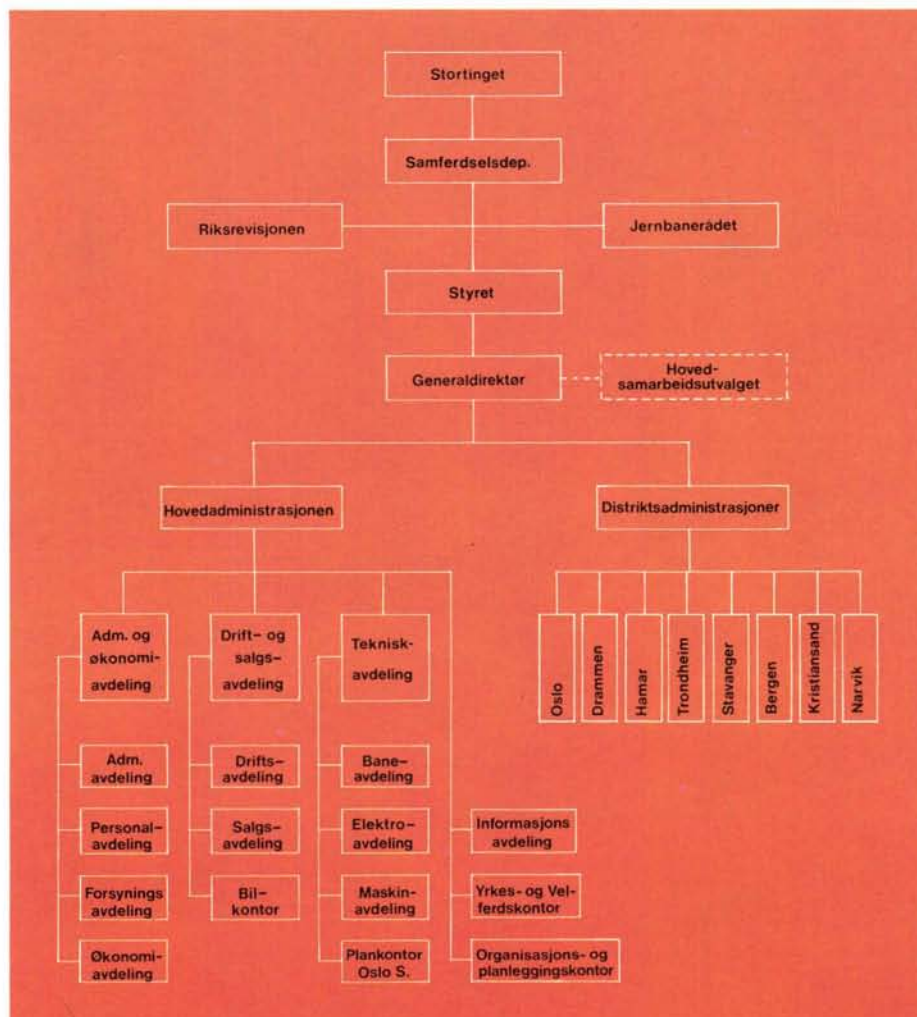 Stortinget
Samferdselsdep.
Riksrevisjonen
Jernbanerådet
Styret
Generaldirektør
Hoved-
samarbeidsutvalget
Hovedadministrasjonen
Distriktsadministrasjoner
Adm. og
økonomi-
avdeling
Drift- og
salgs-
avdeling
Teknisk-
avdeling
Oslo
Drammen
Hamar
Trondheim
Stavanger
Bergen
Kristiansand
Narvik
Adm.
avdeling
Drifts-
avdeling
Bane-
avdeling
Personal-
avdeling
Salgs-
avdeling
Elektro-
avdeling
Informasjons
avdeling
Forsynings
avdeling
Bil-
kontor
Maskin-
avdeling
Yrkes- og Vel-
ferdskontor
Økonomi-
avdeling
Plankontor
Oslo S.
Organisasjons- og
planleggingskontor